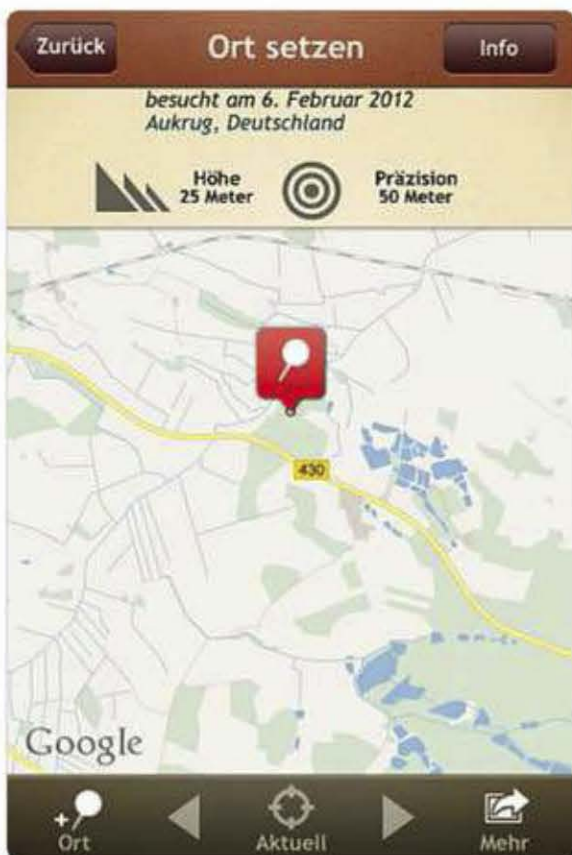 Zurück
Ort setzen
Info
besucht am 6. Februar 2012
Aukrug, Deutschland
Höhe
25 Meter
Präzision
50 Meter
430
Google
Ort
Aktuell
Mehr